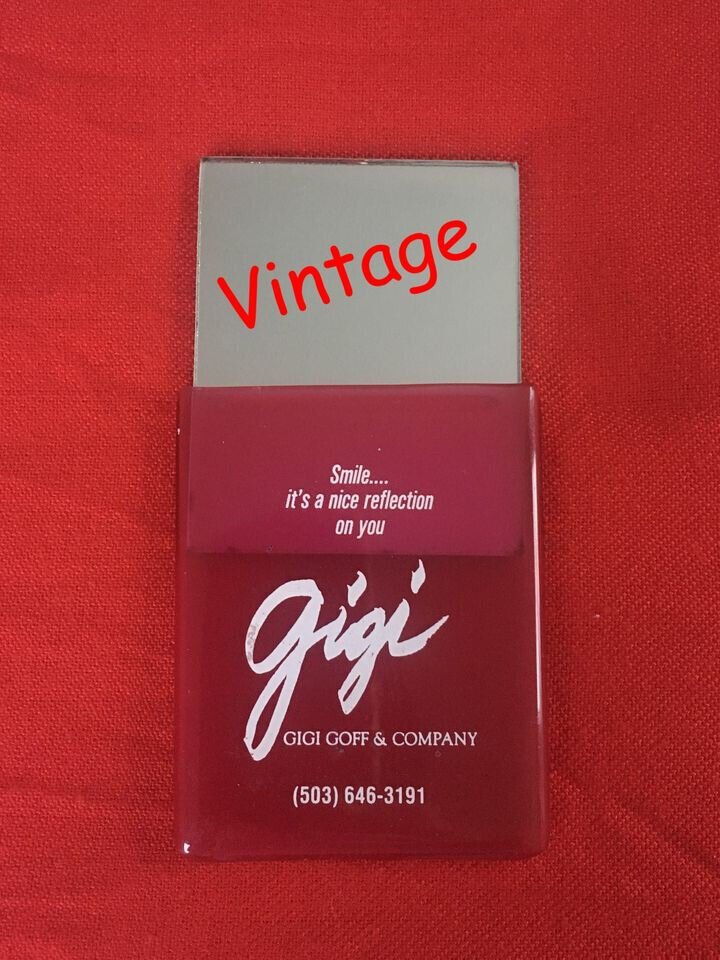 Vintage
Smile....
it's a nice reflection
on you
gigi
GIGI GOFF & COMPANY
(503) 646-3191